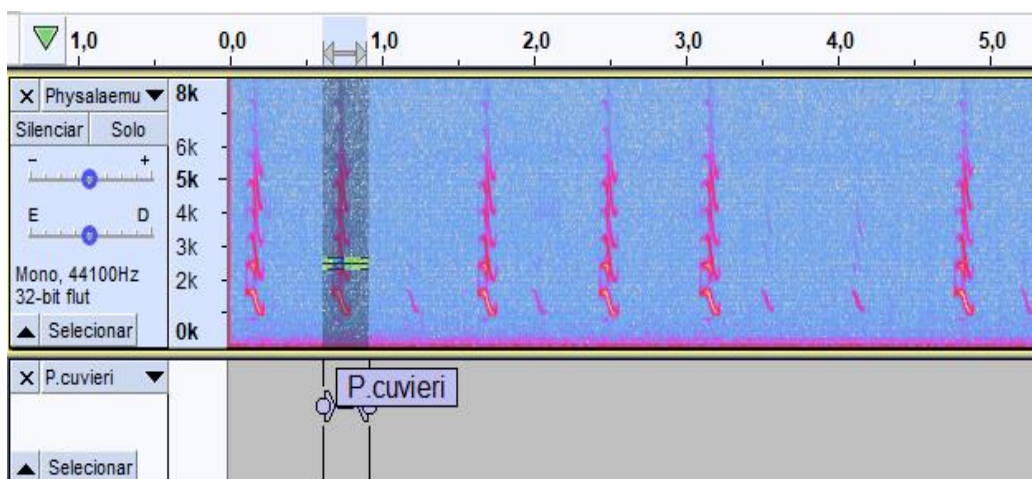 1,0 0,0 1,0 2,0 3,0 4,0 5,0
X Physalaemu 8k
Silenciar Solo
- + 6k
5k
E D 4k
3k
Mono, 44100Hz 2k
32-bit flut
Selecionar 0k
X P.cuvieri
P.cuvieri
Selecionar